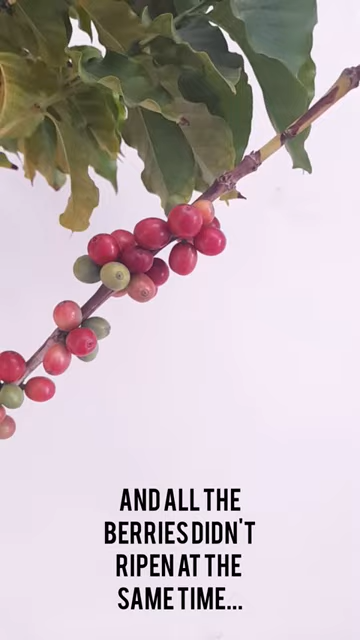 AND ALL THE
BERRIES DIDN'T
RIPEN AT THE
SAME TIME...